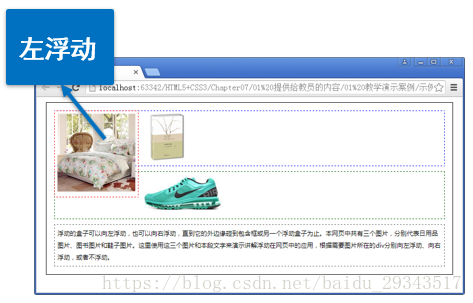 左浮动
localhost:63342/HTML5+CSS3/Chapter07/01%20提供给教员的内容/01%20教学演示案例/示例
浮动的盒子可以向左浮动，也可以向右浮动，直到它的外边缘碰到包含框或另一个浮动盒子为止。本网页中共有三个图片，分别代表日用品
图片、图书图片和鞋子图片。这里使用这三个图片和本段文字来演示讲解浮动在网页中的应用，根据需要图片所在的div分别向左浮动、向右
浮动，或者不浮动。
https://blog.csdn.net/baidu_29343517